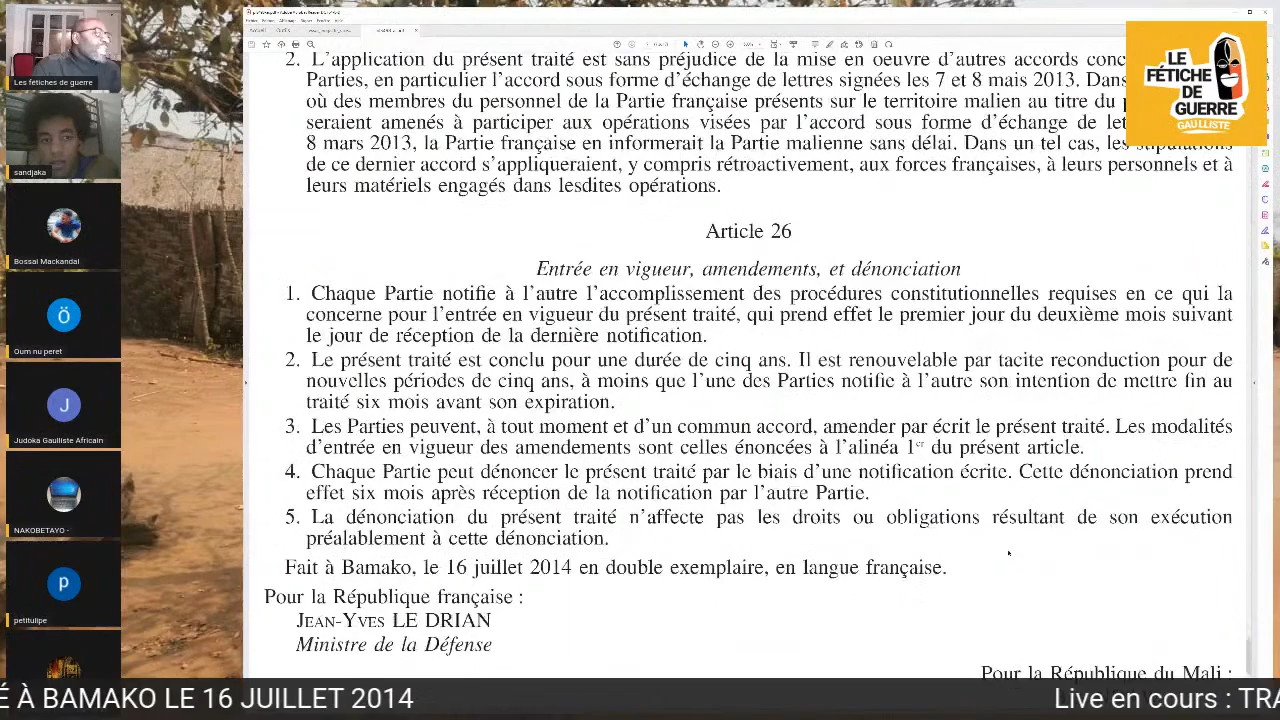 Les fétiches de guerre
sandjaka
Bossal Mackandal
Ö
Oum nu peret
J
Judoka Gaulliste Africain
NAKOBETAYO -
p
petitulipe
LE
FÉTICHE
DE
GUERRE
GAULLISTE
2. L’application du présent traité est sans préjudice de la mise en oeuvre d’autres accords
Parties, en particulier l’accord sous forme d’échange de lettres signées les 7 et 8 mars 2013.
où des membres du personnel de la Partie française présents sur le territoire malien au titre du
seraient amenés à participer aux opérations visées par l’accord sous forme d’échange de
8 mars 2013, la Partie française en informerait la Partie malienne sans délai. Dans un tel cas, les stipulations
de ce dernier accord s’appliqueraient, y compris rétroactivement, aux forces françaises, à leurs personnels et à
leurs matériels engagés dans lesdites opérations.
Article 26
Entrée en vigueur, amendements, et dénonciation
1. Chaque Partie notifie à l’autre l’accomplissement des procédures constitutionnelles requises en ce qui la
concerne pour l’entrée en vigueur du présent traité, qui prend effet le premier jour du deuxième mois suivant
le jour de réception de la dernière notification.
2. Le présent traité est conclu pour une durée de cinq ans. Il est renouvelable par tacite reconduction pour de
nouvelles périodes de cinq ans, à moins que l’une des Parties notifie à l’autre son intention de mettre fin au
traité six mois avant son expiration.
3. Les Parties peuvent, à tout moment et d’un commun accord, amender par écrit le présent traité. Les modalités
d’entrée en vigueur des amendements sont celles énoncées à l’alinéa 1er du présent article.
4. Chaque Partie peut dénoncer le présent traité par le biais d’une notification écrite. Cette dénonciation prend
effet six mois après réception de la notification par l’autre Partie.
5. La dénonciation du présent traité n’affecte pas les droits ou obligations résultant de son exécution
préalablement à cette dénonciation.
Fait à Bamako, le 16 juillet 2014 en double exemplaire, en langue française.
Pour la République française :
JEAN-YVES LE DRIAN
Ministre de la Défense
Pour la République du Mali :
É À BAMAKO LE 16 JUILLET 2014
Live en cours : TRA